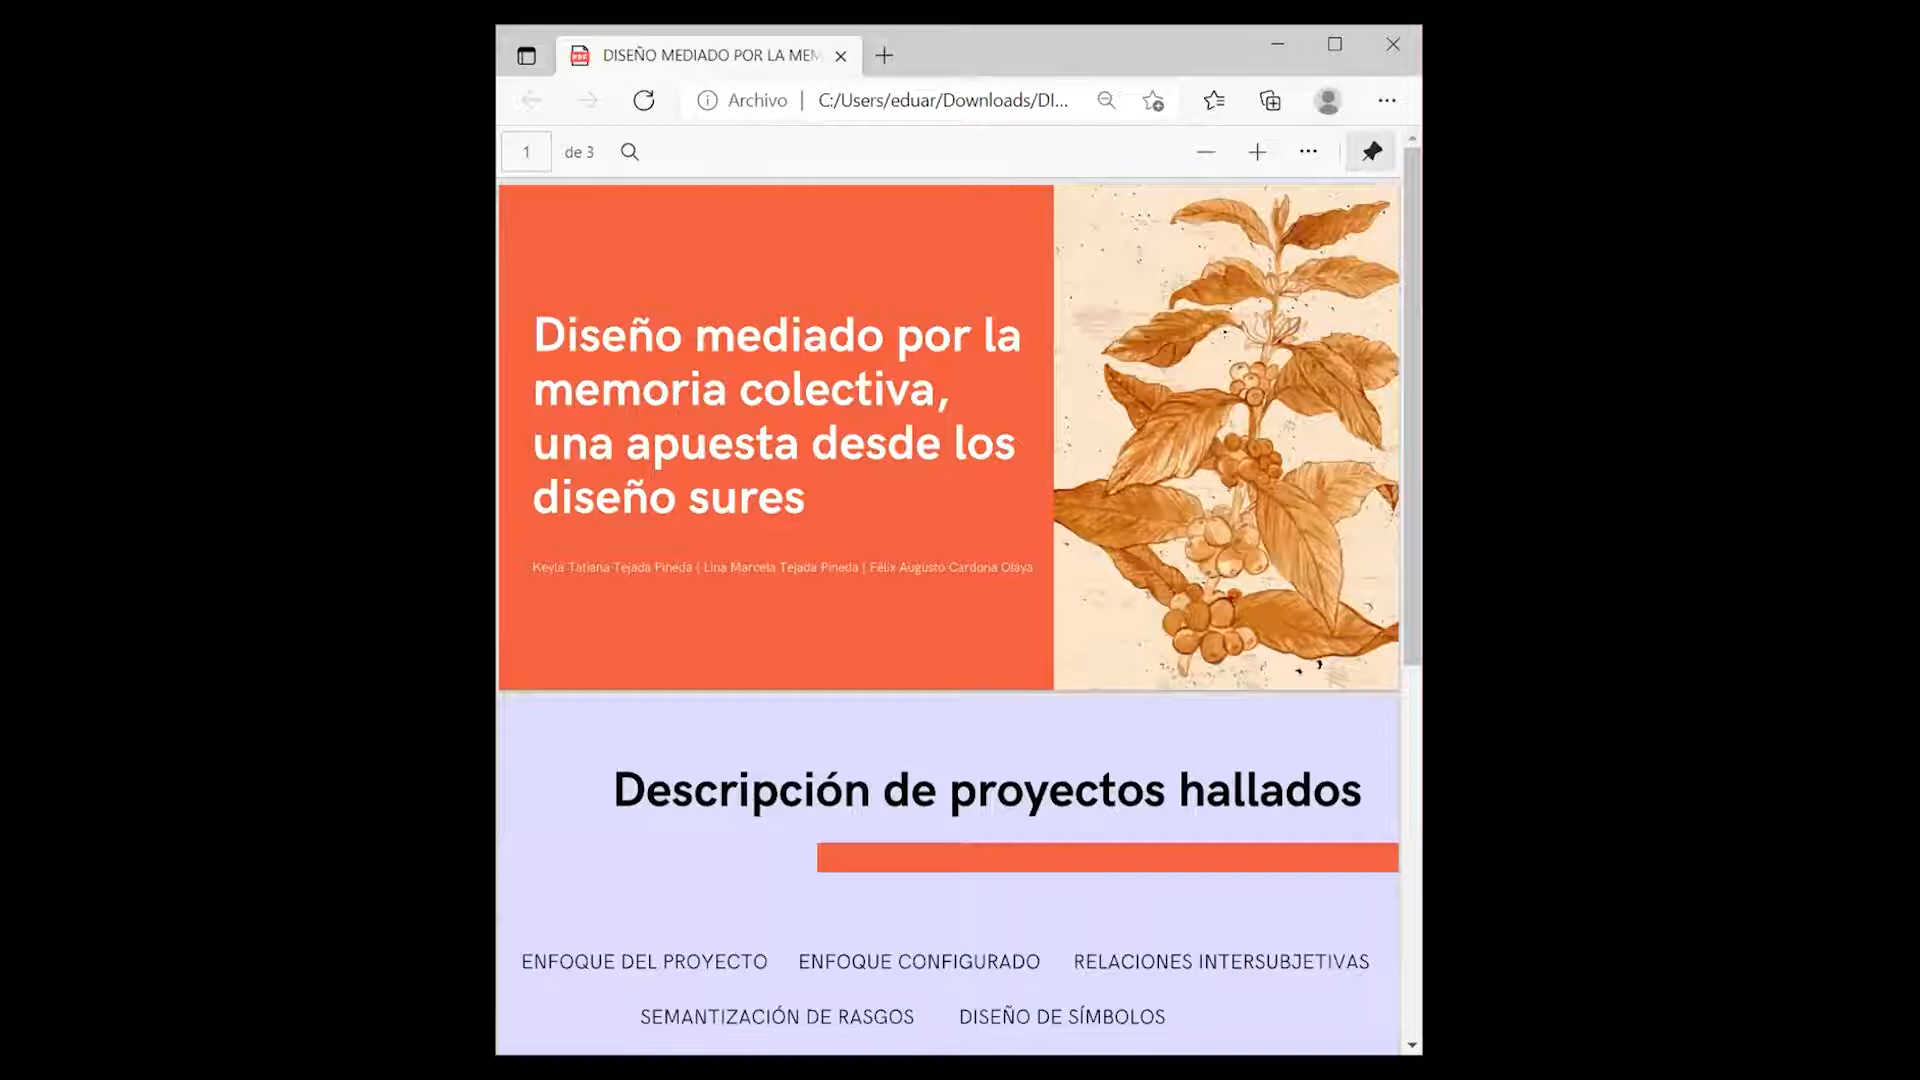 DISEÑO MEDIADO POR LA MEM
Archivo | C:/Users/eduar/Downloads/DI...
1 de 3
Diseño mediado por la
memoria colectiva,
una apuesta desde los
diseño sures
Keyla Tatiana Tejada Pineda | Lina Marcela Tejada Pineda | Félix Augusto Cardona Olaya
Descripción de proyectos hallados
ENFOQUE DEL PROYECTO ENFOQUE CONFIGURADO RELACIONES INTERSUBJETIVAS
SEMANTIZACIÓN DE RASGOS DISEÑO DE SÍMBOLOS